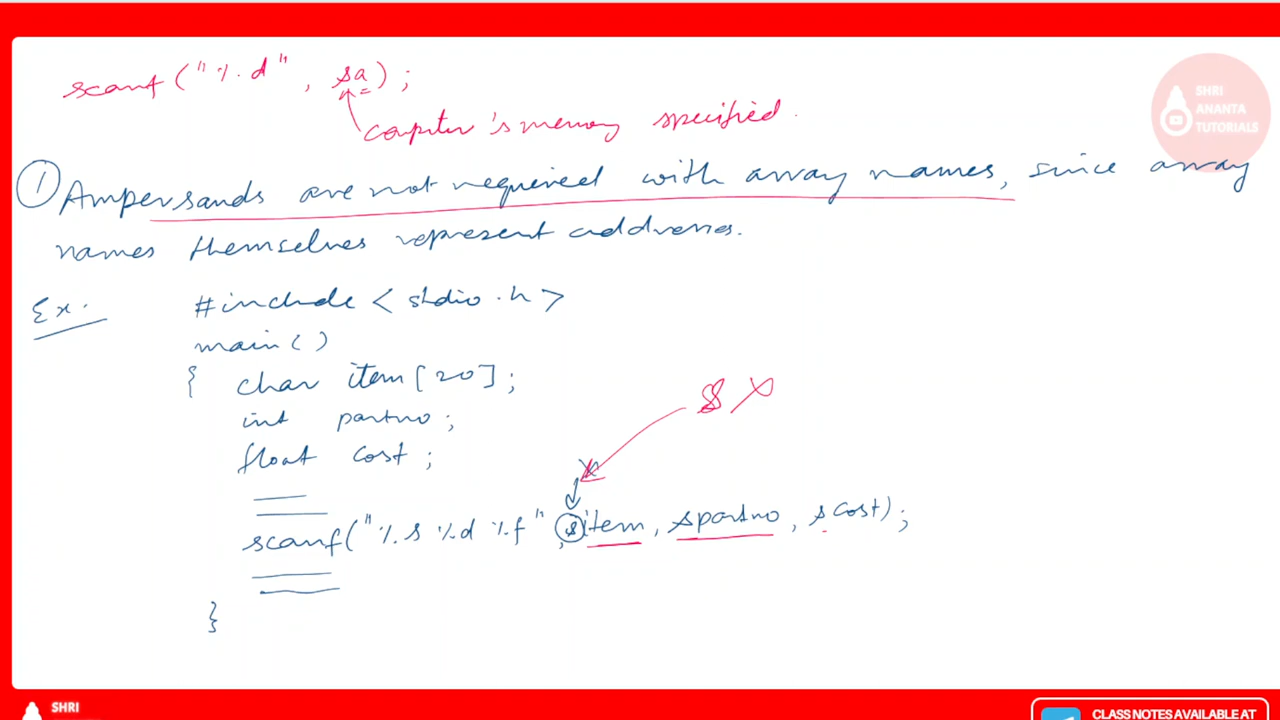 scanf("%d", &a);
computer's memory specified.
SHRI
ANANTA
TUTORIALS
① Ampersands are not required with array names, since array
names themselves represent address.
Ex:
#include <stdio.h>
main()
{ char item[20];
int partno;
float cost;
& X
X
scanf("%s %d %f", &item, &partno, &cost);
}
SHRI
CLASS NOTES AVAILABLE AT